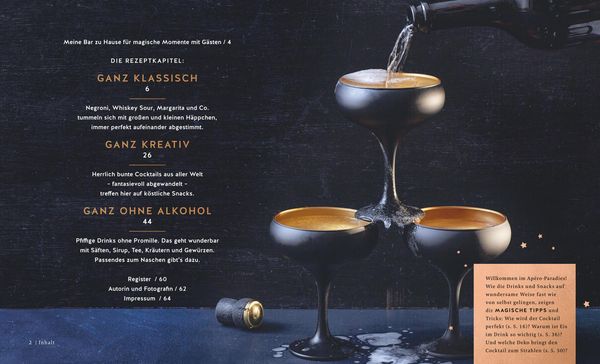 Meine Bar zu Hause für magische Momente mit Gästen / 4
DIE REZEPTKAPITEL:
GANZ KLASSISCH
6
Negroni, Whiskey Sour, Margarita und Co.
tummeln sich mit großen und kleinen Häppchen,
immer perfekt aufeinander abgestimmt.
GANZ KREATIV
26
Herrlich bunte Cocktails aus aller Welt
– fantasievoll abgewandelt –
treffen hier auf köstliche Snacks.
GANZ OHNE ALKOHOL
44
Pfiffige Drinks ohne Promille. Das geht wunderbar
mit Säften, Sirup, Tee, Kräutern und Gewürzen.
Passendes zum Naschen gibt's dazu.
Register / 60
Autorin und Fotografin / 62
Impressum / 64
2 | Inhalt
Willkommen im Apéro-Paradies!
Wie die Drinks und Snacks auf
wundersame Weise fast wie
von selbst gelingen, zeigen
die MAGISCHE TIPPS und
Tricks: Wie wird der Cocktail
perfekt (s. S. 16)? Warum ist Eis
im Drink so wichtig (s. S. 36)?
Und welche Deko bringt den
Cocktail zum Strahlen (s. S. 50)?